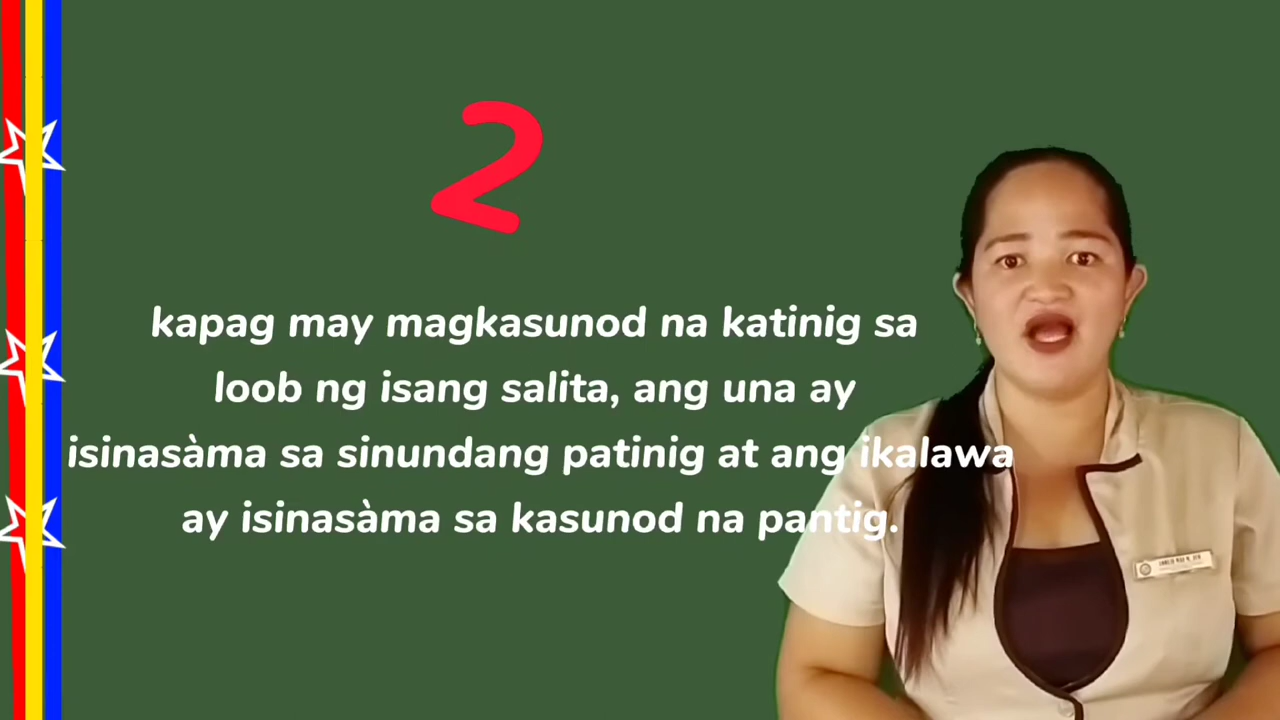 2
kapag may magkasunod na katinig sa
loob ng isang salita, ang una ay
isinasàma sa sinundang patinig at ang ikalawa
ay isinasàma sa kasunod na pantig.